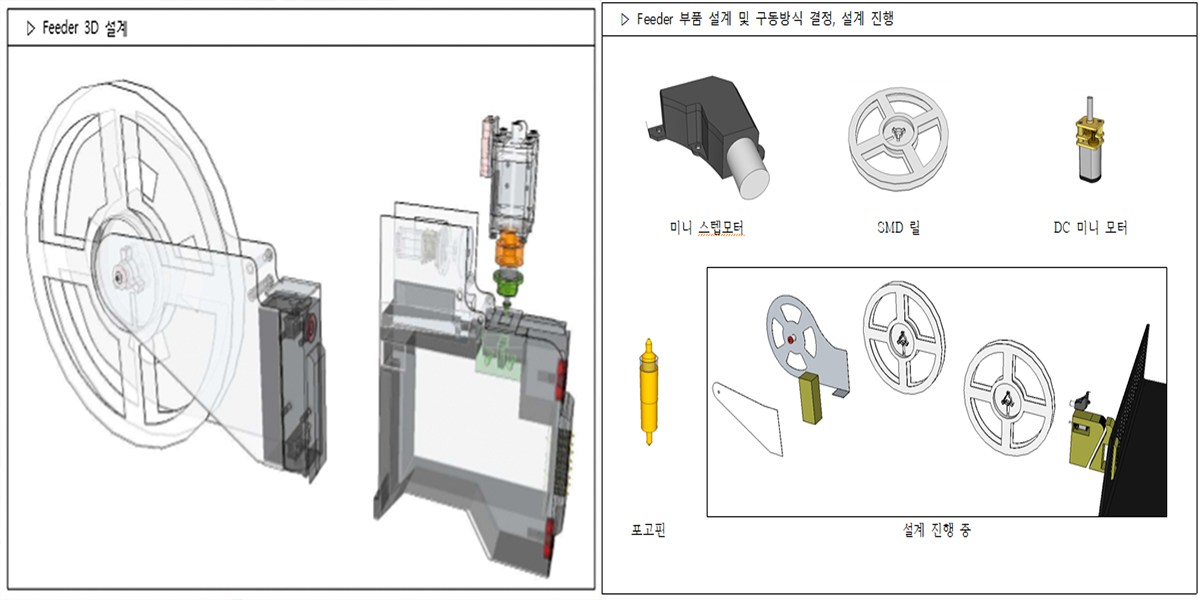 ▷ Feeder 3D 설계
▷ Feeder 부품 설계 및 구동방식 결정, 설계 진행
미니 스텝모터
SMD 릴
DC 미니 모터
포고핀
설계 진행 중